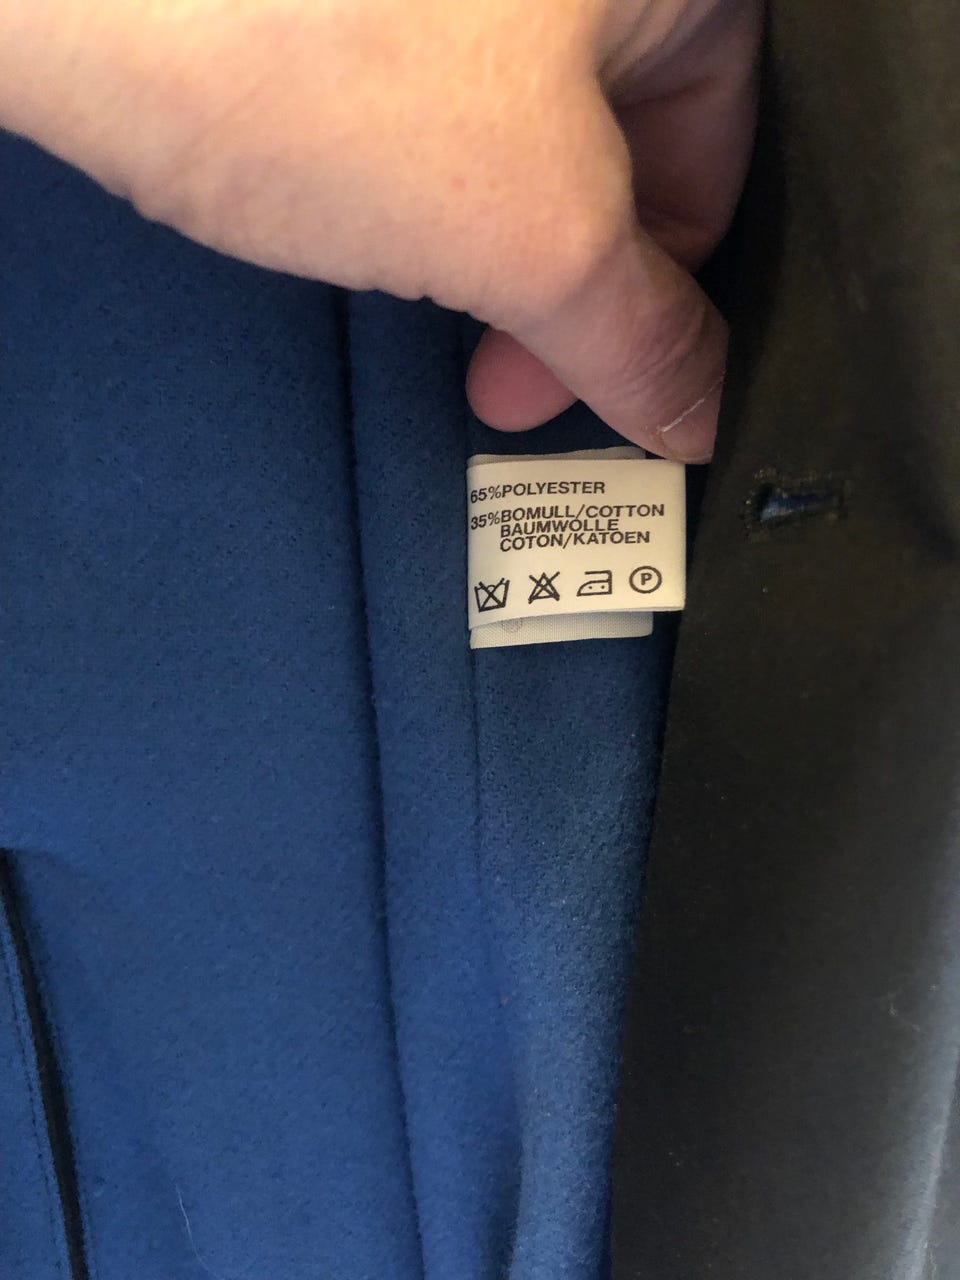 65%POLYESTER
35%BOMULL/COTTON
BAUMWOLLE
COTON/KATOEN
P